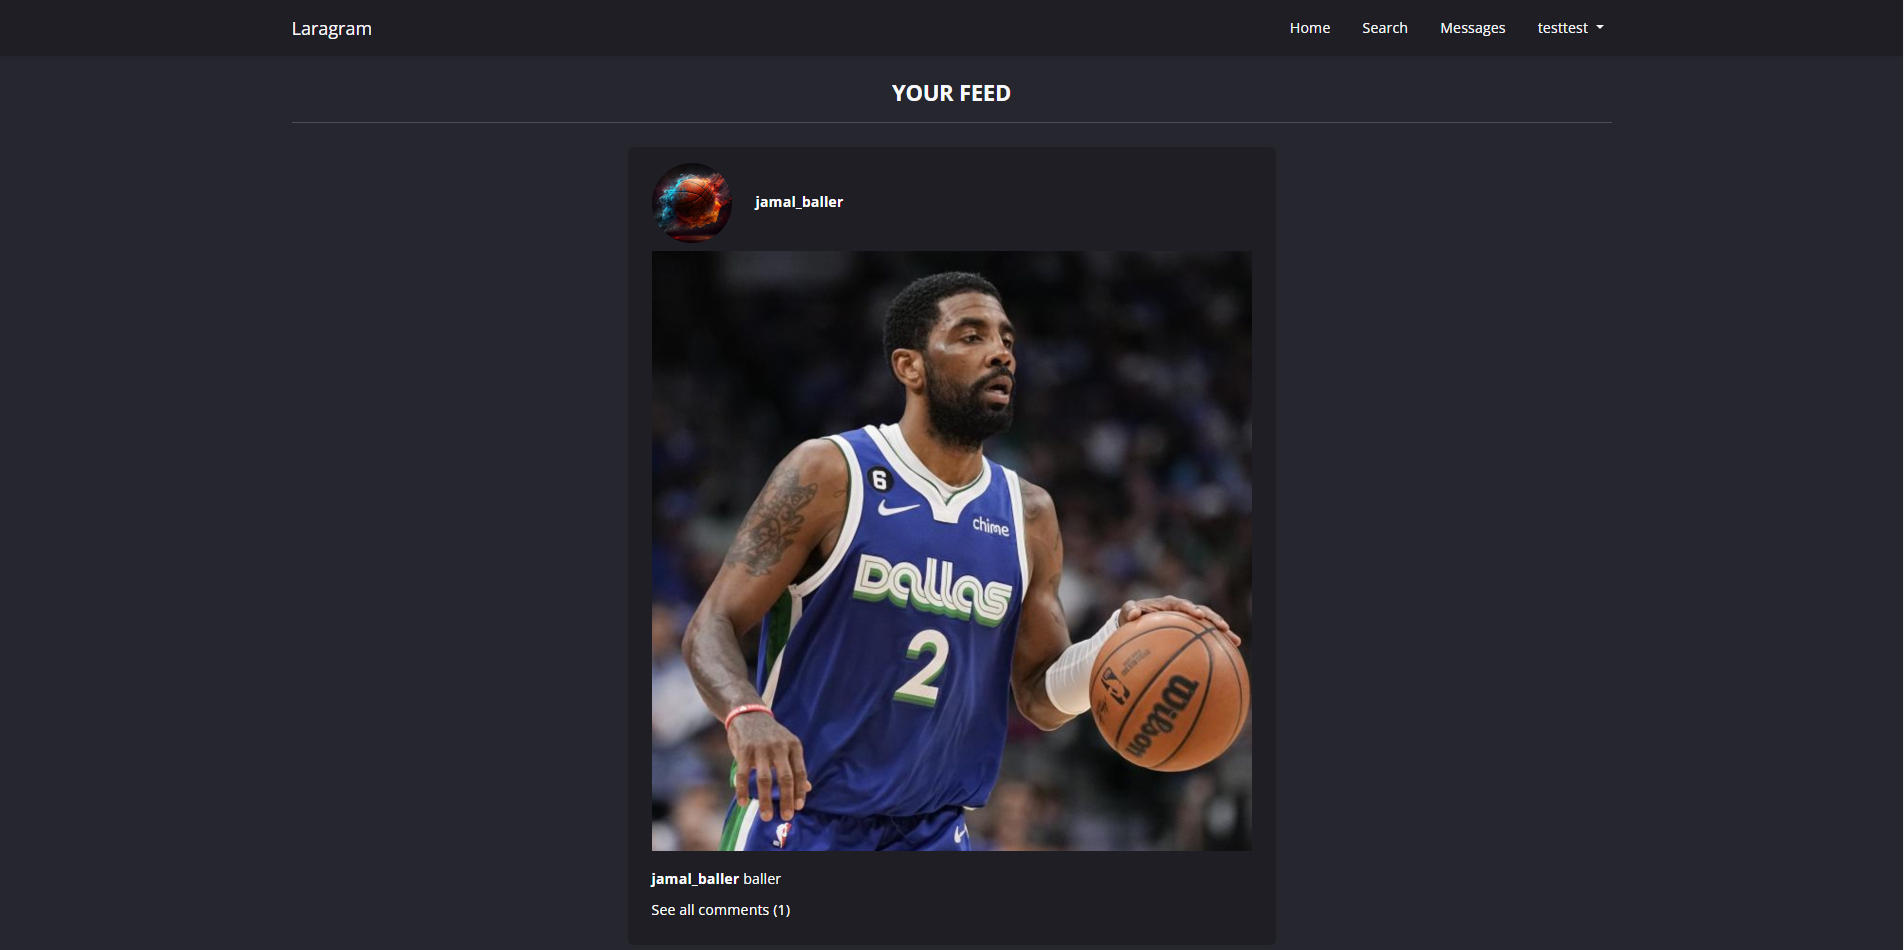 Laragram
Home Search Messages testtest
YOUR FEED
jamal_baller
6
chime
Dallas
2
Wilson
jamal_baller baller
See all comments (1)